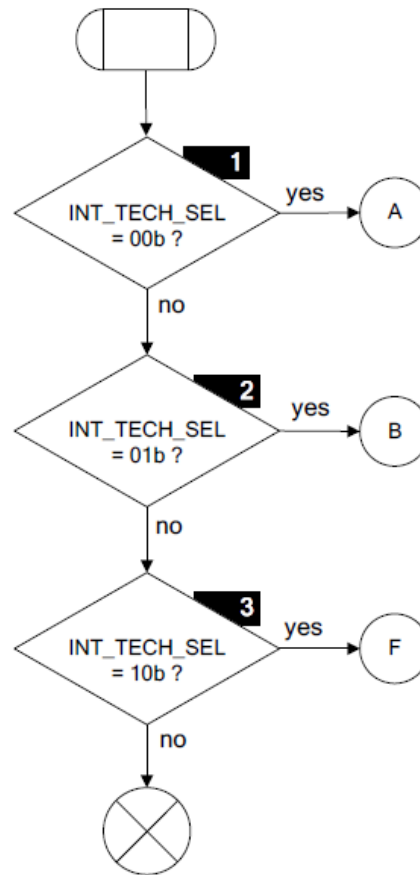 1
INT_TECH_SEL
= 00b ?
yes
A
no
2
INT_TECH_SEL
= 01b ?
yes
B
no
3
INT_TECH_SEL
= 10b ?
yes
F
no